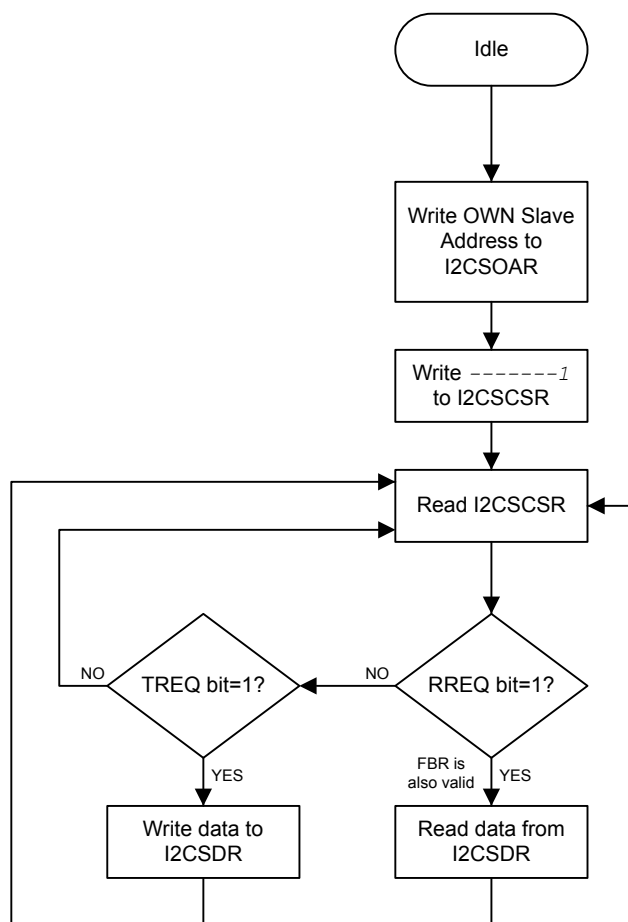 Idle
Write OWN Slave
Address to
I2CSOAR
Write -------1
to I2CSCSR
Read I2CSCSR
NO
TREQ bit=1?
NO
RREQ bit=1?
YES
FBR is
also valid
YES
Write data to
I2CSDR
Read data from
I2CSDR